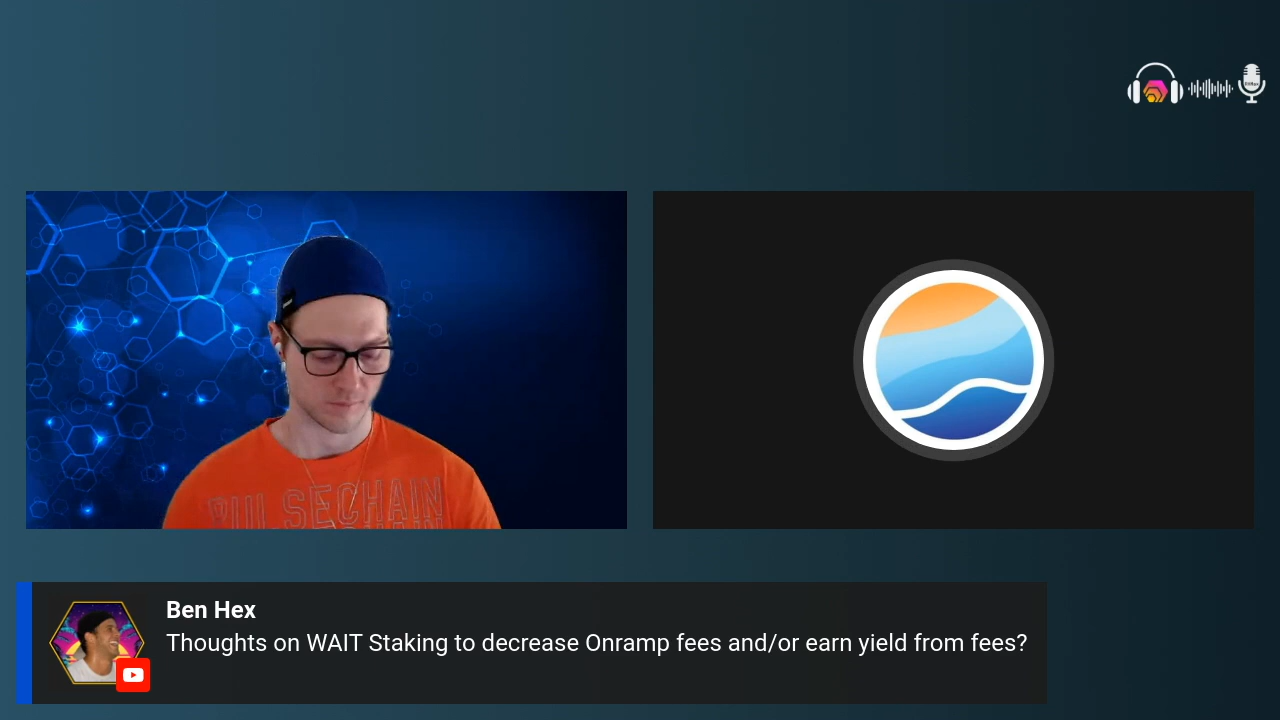 PULSECHAIN
Ben Hex
Thoughts on WAIT Staking to decrease Onramp fees and/or earn yield from fees?